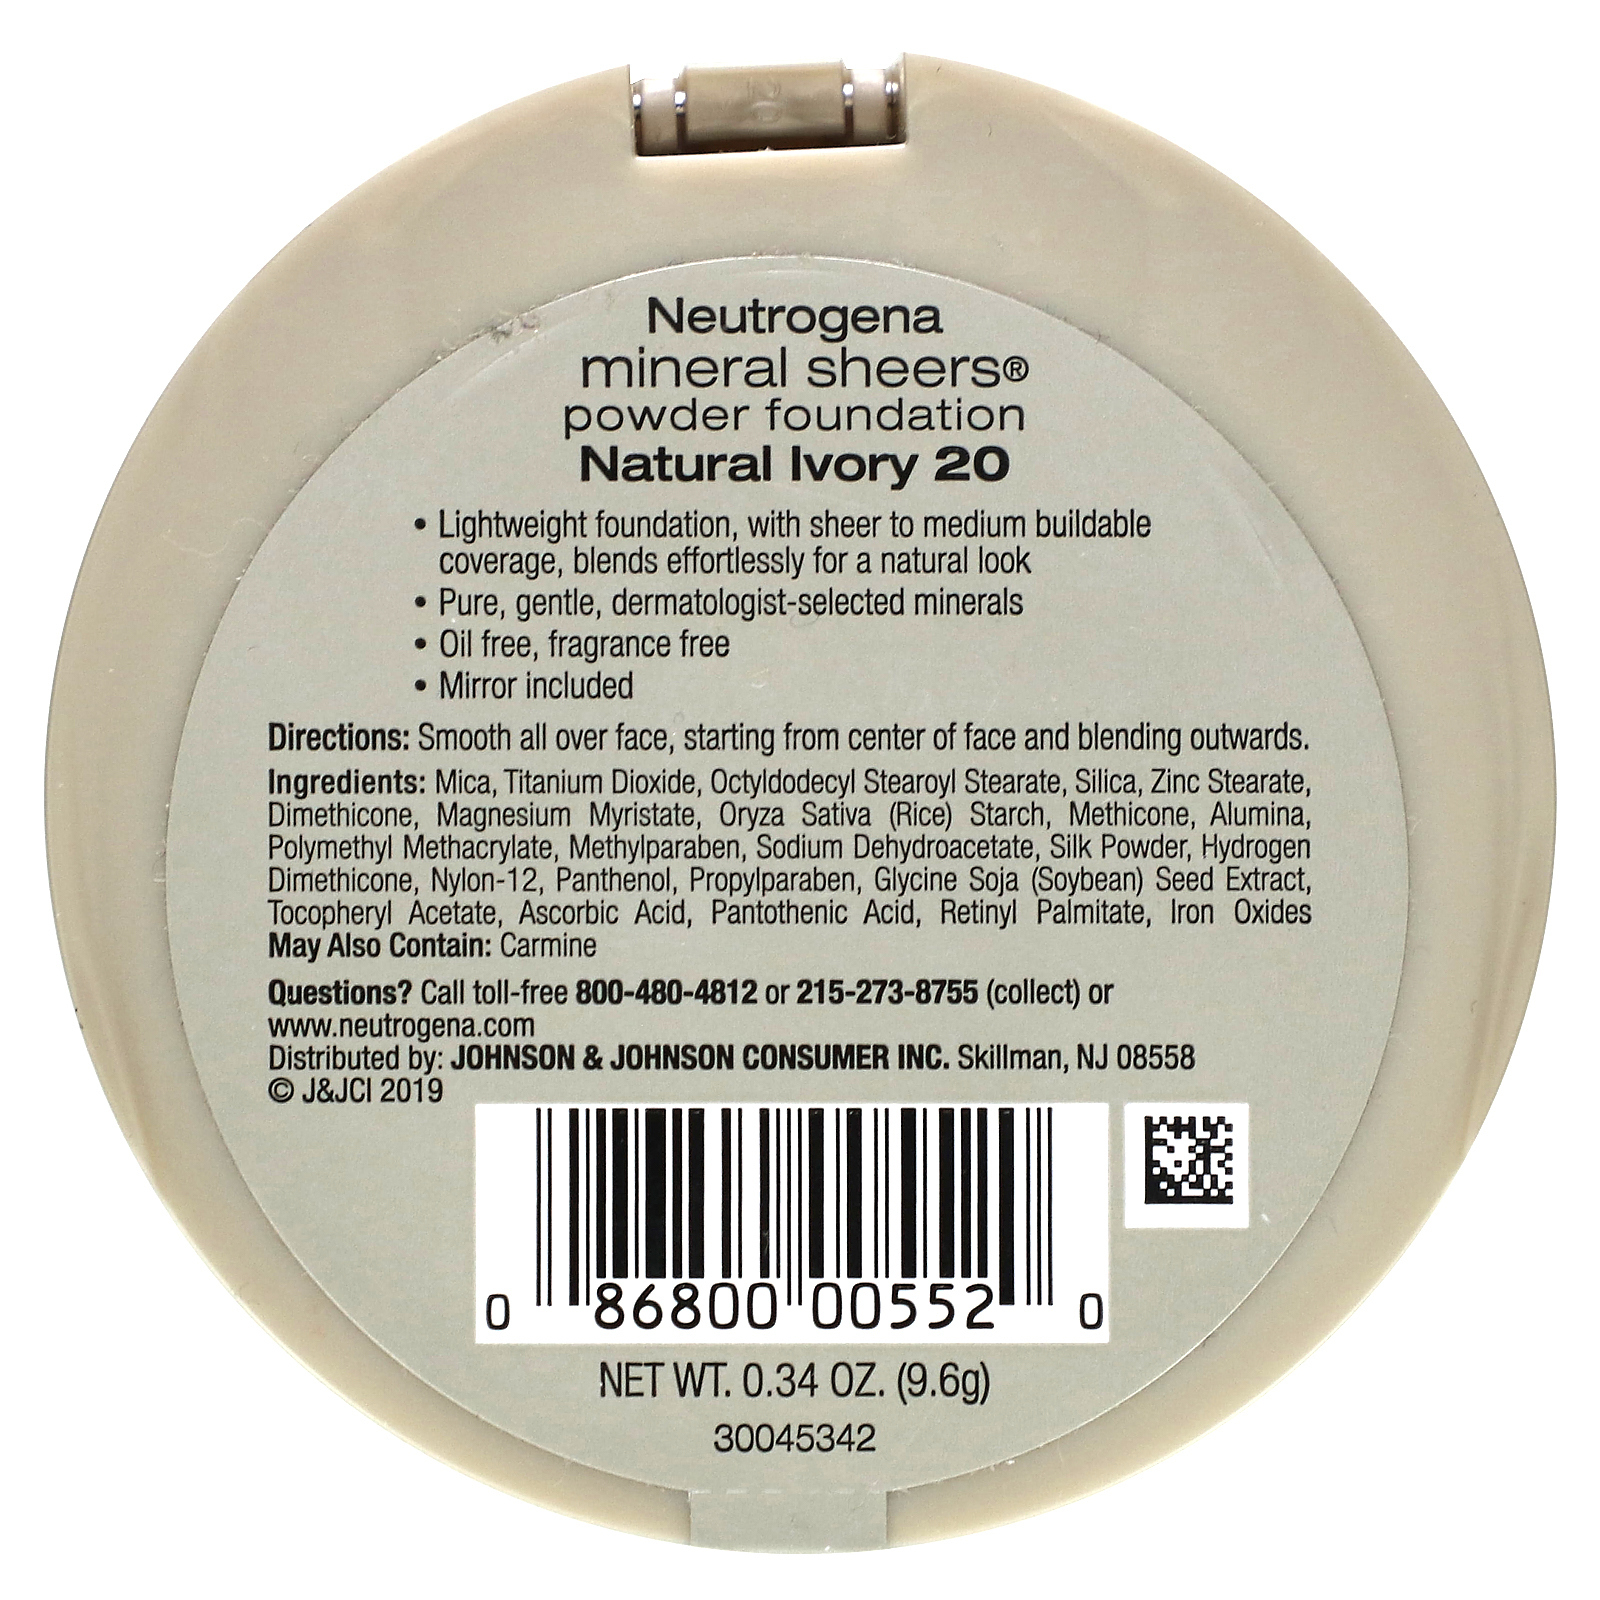 Neutrogena
mineral sheers®
powder foundation
Natural Ivory 20
• Lightweight foundation, with sheer to medium buildable
coverage, blends effortlessly for a natural look
• Pure, gentle, dermatologist-selected minerals
• Oil free, fragrance free
• Mirror included
Directions: Smooth all over face, starting from center of face and blending outwards.
Ingredients: Mica, Titanium Dioxide, Octyldodecyl Stearoyl Stearate, Silica, Zinc Stearate,
Dimethicone, Magnesium Myristate, Oryza Sativa (Rice) Starch, Methicone, Alumina,
Polymethyl Methacrylate, Methylparaben, Sodium Dehydroacetate, Silk Powder, Hydrogen
Dimethicone, Nylon-12, Panthenol, Propylparaben, Glycine Soja (Soybean) Seed Extract,
Tocopheryl Acetate, Ascorbic Acid, Pantothenic Acid, Retinyl Palmitate, Iron Oxides
May Also Contain: Carmine
Questions? Call toll-free 800-480-4812 or 215-273-8755 (collect) or
www.neutrogena.com
Distributed by: JOHNSON & JOHNSON CONSUMER INC. Skillman, NJ 08558
© J&JCI 2019
0 86800 00552 0
NET WT. 0.34 OZ. (9.6g)
30045342